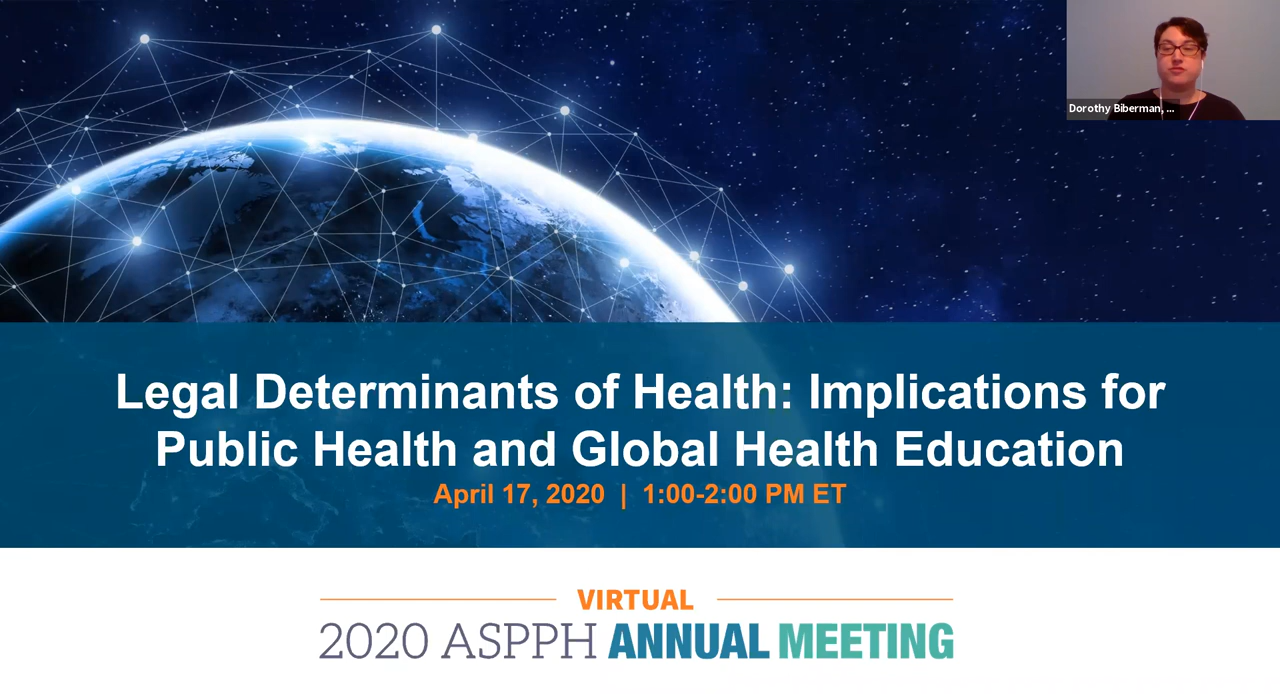 Dorothy Biberman, ...
Legal Determinants of Health: Implications for
Public Health and Global Health Education
April 17, 2020 | 1:00-2:00 PM ET
VIRTUAL
2020 ASPPH ANNUAL MEETING